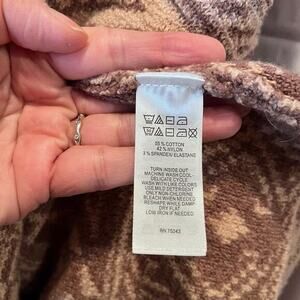 55 % COTTON
42 % NYLON
3 % SPANDEX/ELASTANE
TURN INSIDE OUT
MACHINE WASH COOL-
DELICATE CYCLE
WASH WITH LIKE COLORS
USE MILD DETERGENT
ONLY NON-CHLORINE
BLEACH WHEN NEEDED
RESHAPE WHILE DAMP
DRY FLAT
LOW IRON IF NEEDED
RN 75243